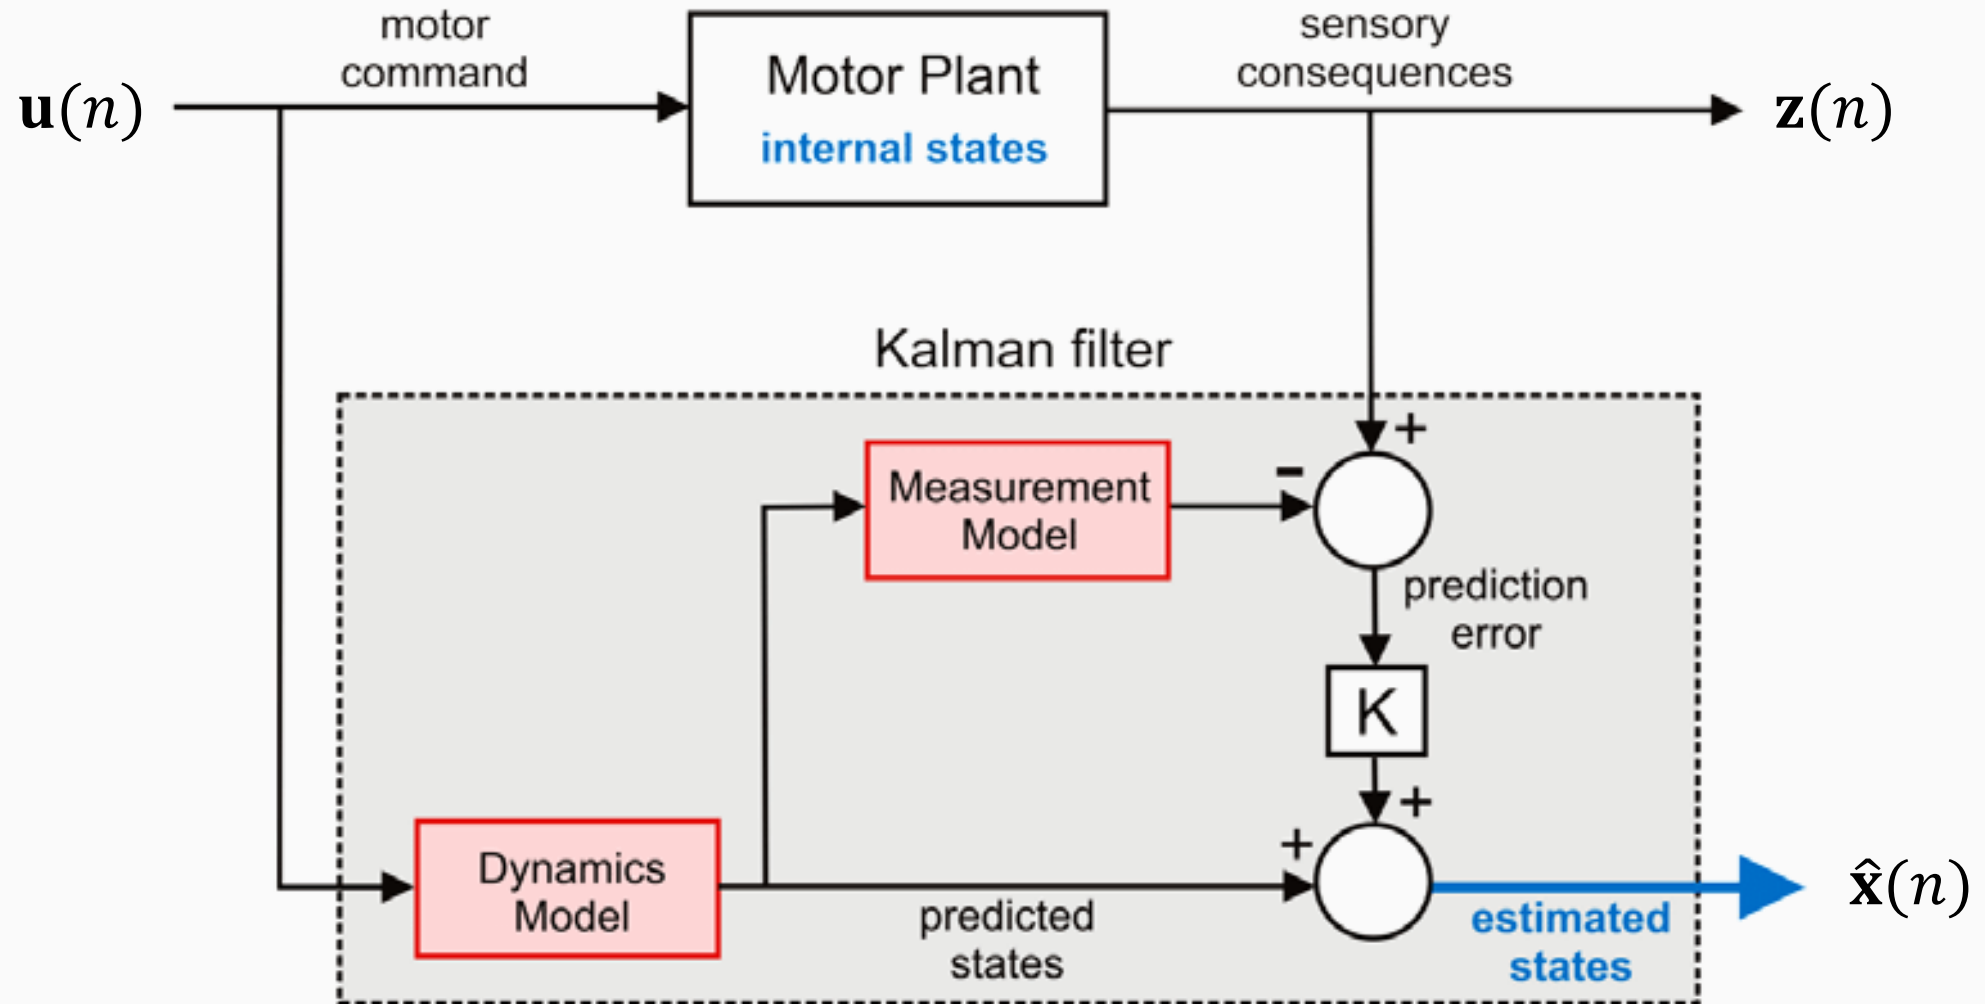 motor
command
u(n)
Motor Plant
internal states
sensory
consequences
z(n)
Kalman filter
+
-
Measurement
Model
prediction
error
K
+
+
Dynamics
Model
predicted
states
estimated
states
x̂(n)